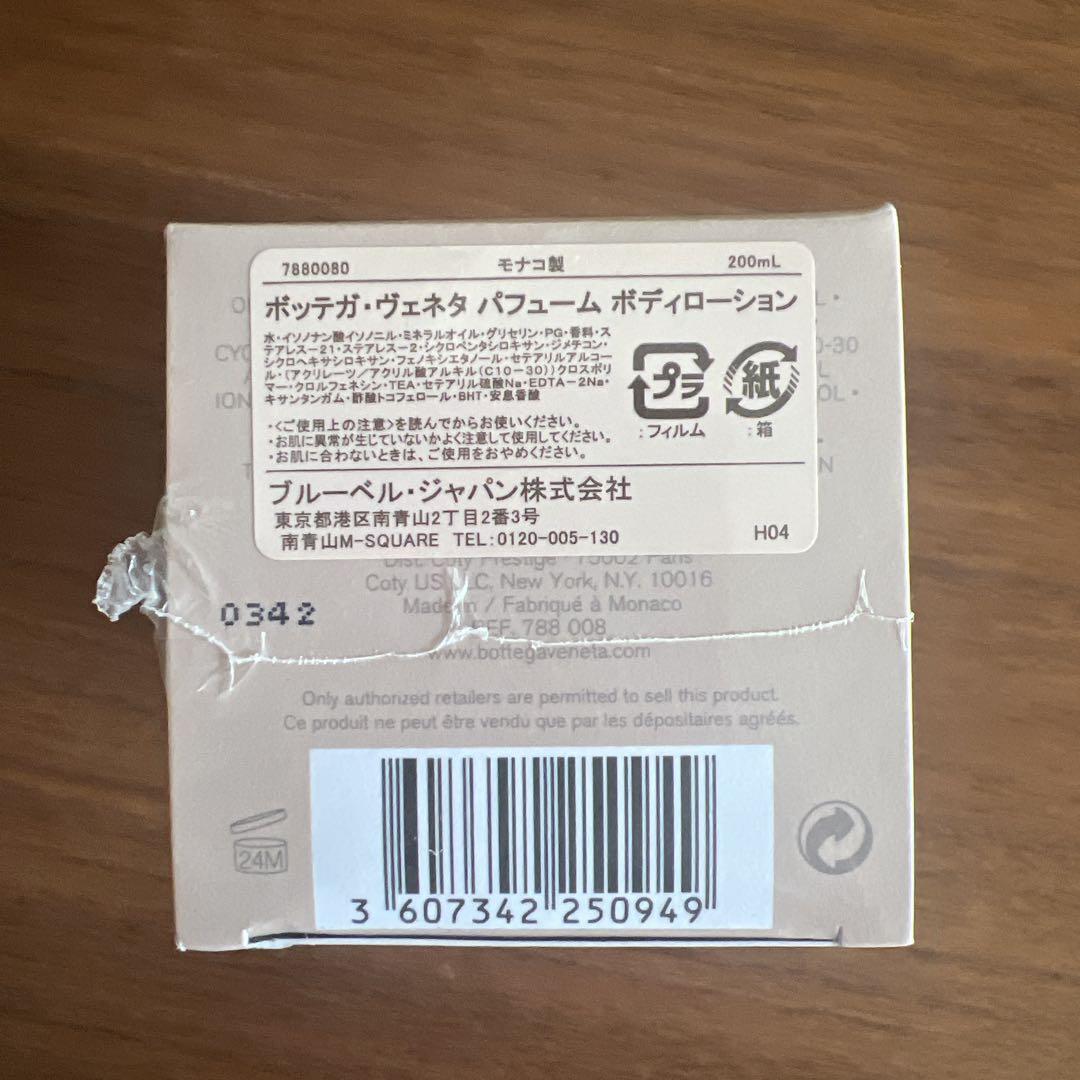 7880080 モナコ製 200mL
ボッテガ・ヴェネタ パフューム ボディローション
水・イソノナン酸イソノニル・ミネラルオイル・グリセリン・PG・香料・ス
テアレス－21・ステアレス－2・シクロペンタシロキサン・ジメチコン・
シクロヘキサシロキサン・フェノキシエタノール・セテアリルアルコー
ル・（アクリレーツ／アクリル酸アルキル（C10－30））クロスポリ
マー・クロルフェネシン・TEA・セテアリル硫酸Na・EDTA－2Na・
キサンタンガム・酢酸トコフェロール・BHT・安息香酸
プラ
:フィルム
紙
:箱
・<ご使用上の注意>を読んでからお使いください。
・お肌に異常が生じていないかよく注意して使用してください。
・お肌に合わないときは、ご使用をおやめください。
ブルーベル・ジャパン株式会社
東京都港区南青山2丁目2番3号
南青山M-SQUARE TEL:0120-005-130 H04
Dist. Coty Prestige 75002 Paris
Coty US LLC, New York, N.Y. 10016
0342
Made in / Fabriqué à Monaco
REF. 788 008
www.bottegaveneta.com
Only authorized retailers are permitted to sell this product.
Ce produit ne peut être vendu que par les dépositaires agréés.
24M
3 607342 250949